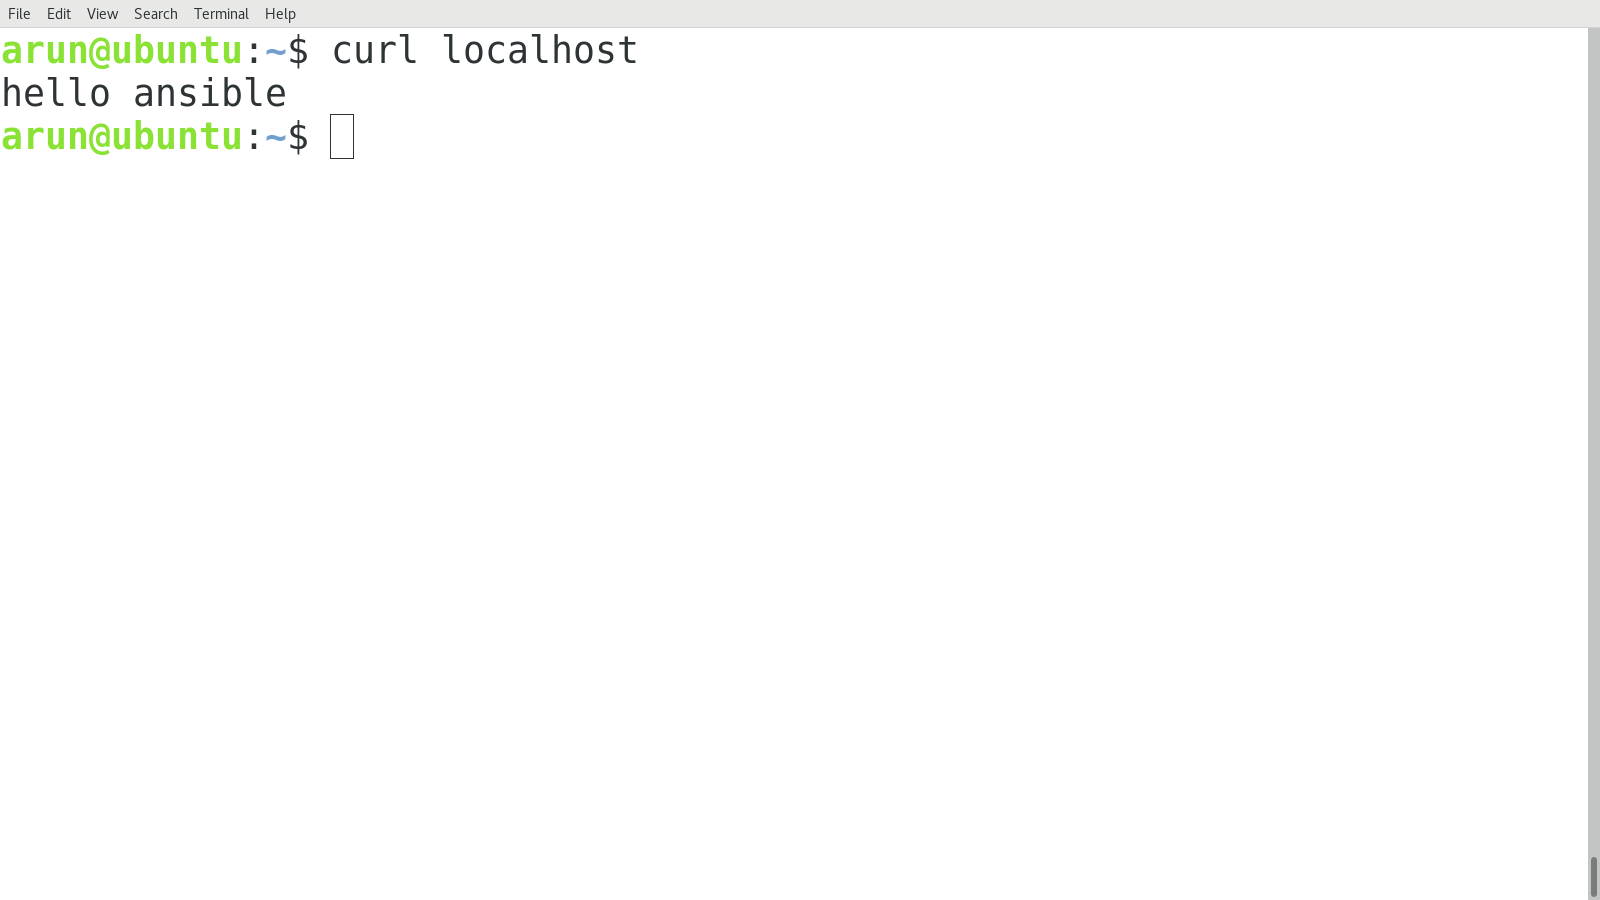 File Edit View Search Terminal Help
arun@ubuntu:~$ curl localhost
hello ansible
arun@ubuntu:~$